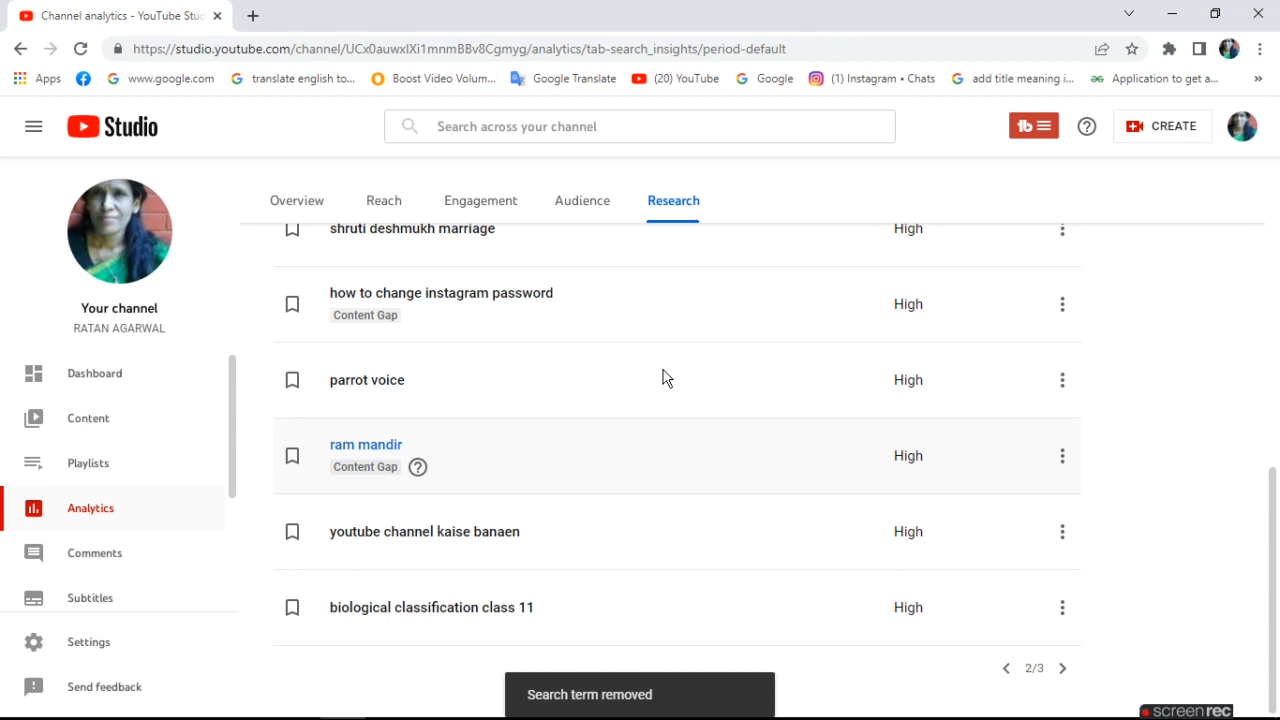 Channel analytics - YouTube Stu
https://studio.youtube.com/channel/UCx0auwxlXi1mnmBBv8Cgmyg/analytics/tab-search_insights/period-default
Apps
www.google.com
translate english to...
Boost Video Volum...
Google Translate
(20) YouTube
Google
(1) Instagram • Chats
add title meaning i...
Application to get a...
»
Studio
Search across your channel
tb
CREATE
Your channel
RATAN AGARWAL
Dashboard
Content
Playlists
Analytics
Comments
Subtitles
Settings
Send feedback
Overview
Reach
Engagement
Audience
Research
shruti deshmukh marriage
High
how to change instagram password
Content Gap
High
parrot voice
High
ram mandir
Content Gap
High
youtube channel kaise banaen
High
biological classification class 11
High
2/3
Search term removed
screenrec